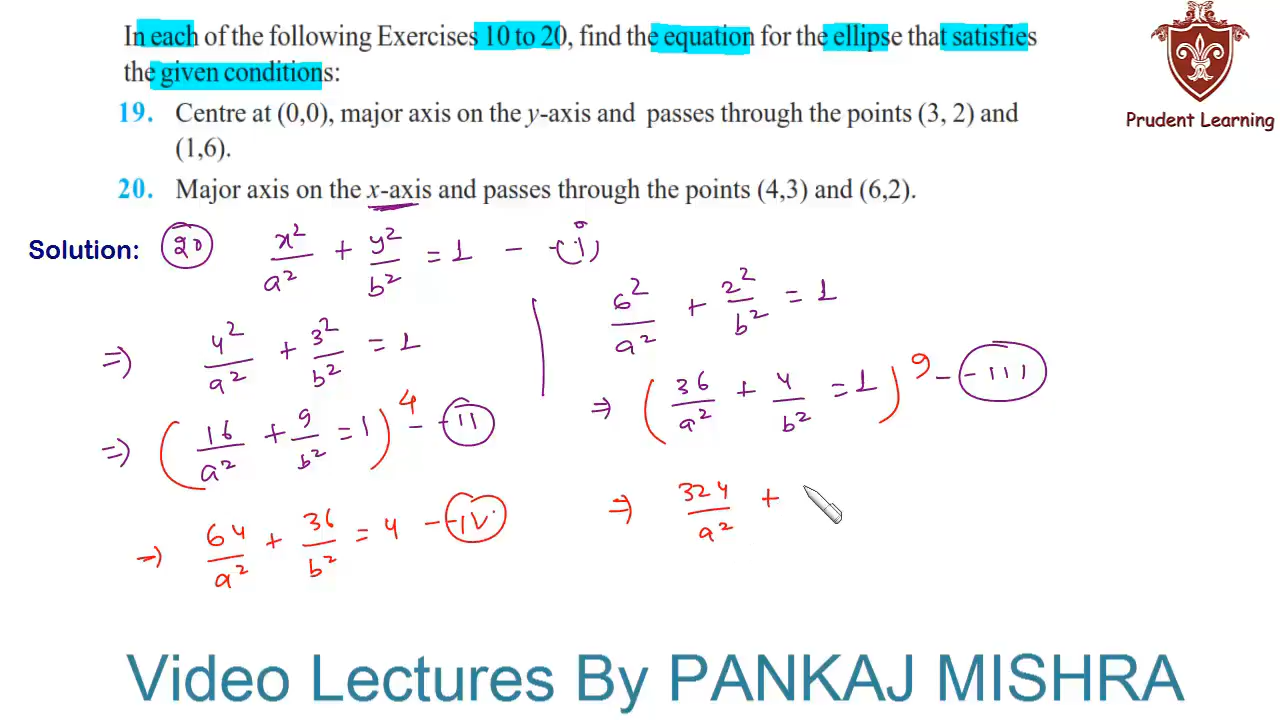 In each of the following Exercises 10 to 20, find the equation for the ellipse that satisfies
the given conditions:
Prudent Learning
19. Centre at (0,0), major axis on the y-axis and passes through the points (3, 2) and
(1,6).
20. Major axis on the x-axis and passes through the points (4,3) and (6,2).
Solution: 20 x²/a² + y²/b² = 1 - (i)
⇒ 4²/a² + 3²/b² = 1
⇒ (16/a² + 9/b² = 1)4 - II
6²/a² + 2²/b² = 1
⇒ (36/a² + 4/b² = 1)9 - III
⇒ 64/a² + 36/b² = 4 - IV
⇒ 324/a² +
Video Lectures By PANKAJ MISHRA